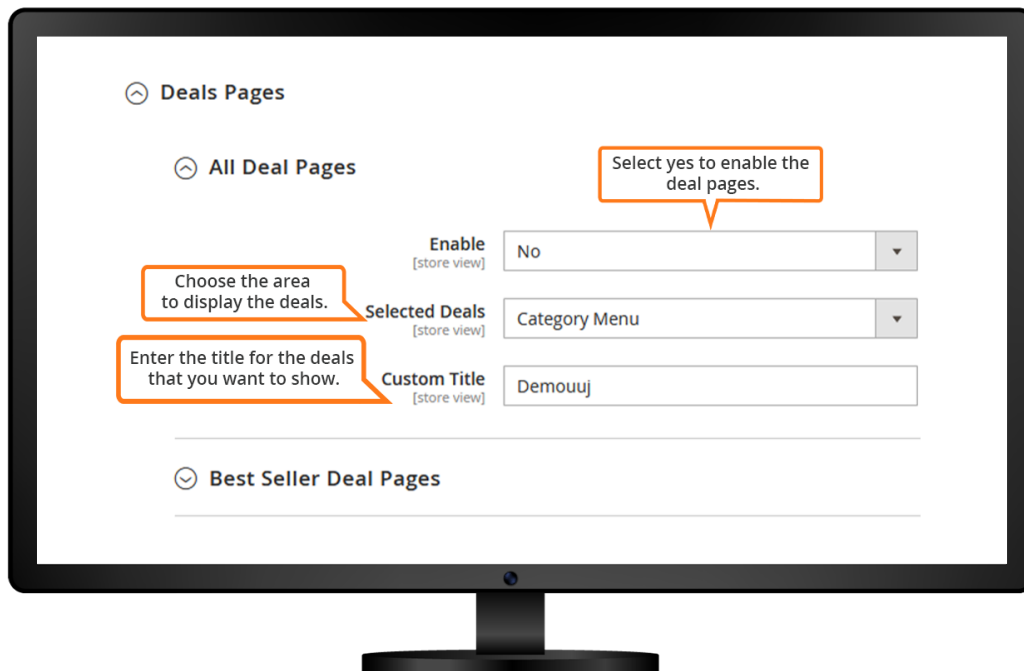 Deals Pages
All Deal Pages
Select yes to enable the
deal pages.
Enable
[store view]
No
Choose the area
to display the deals.
Selected Deals
[store view]
Category Menu
Enter the title for the deals
that you want to show.
Custom Title
[store view]
Demouuj
Best Seller Deal Pages